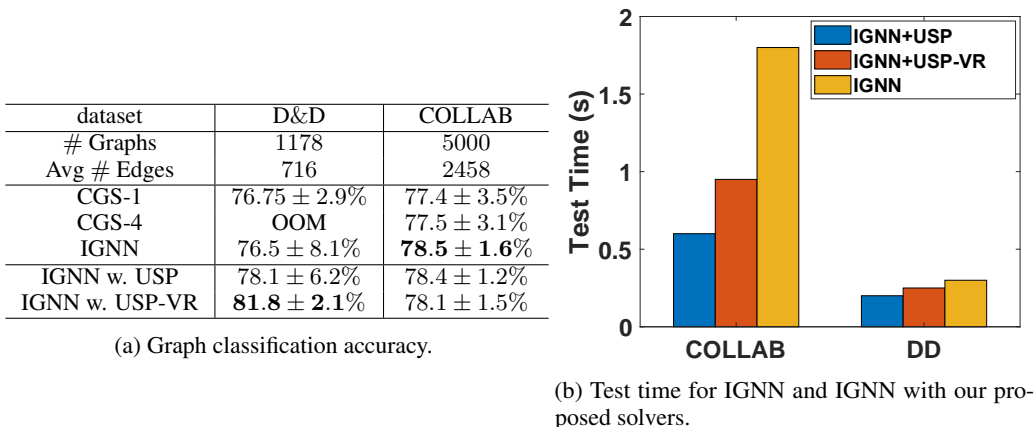 dataset D&D COLLAB
# Graphs 1178 5000
Avg # Edges 716 2458
CGS-1 76.75 ± 2.9% 77.4 ± 3.5%
CGS-4 OOM 77.5 ± 3.1%
IGNN 76.5 ± 8.1% 78.5 ± 1.6%
IGNN w. USP 78.1 ± 6.2% 78.4 ± 1.2%
IGNN w. USP-VR 81.8 ± 2.1% 78.1 ± 1.5%
(a) Graph classification accuracy.
2
1.5
1
0.5
0
Test Time (s)
IGNN+USP
IGNN+USP-VR
IGNN
COLLAB DD
(b) Test time for IGNN and IGNN with our pro-
posed solvers.